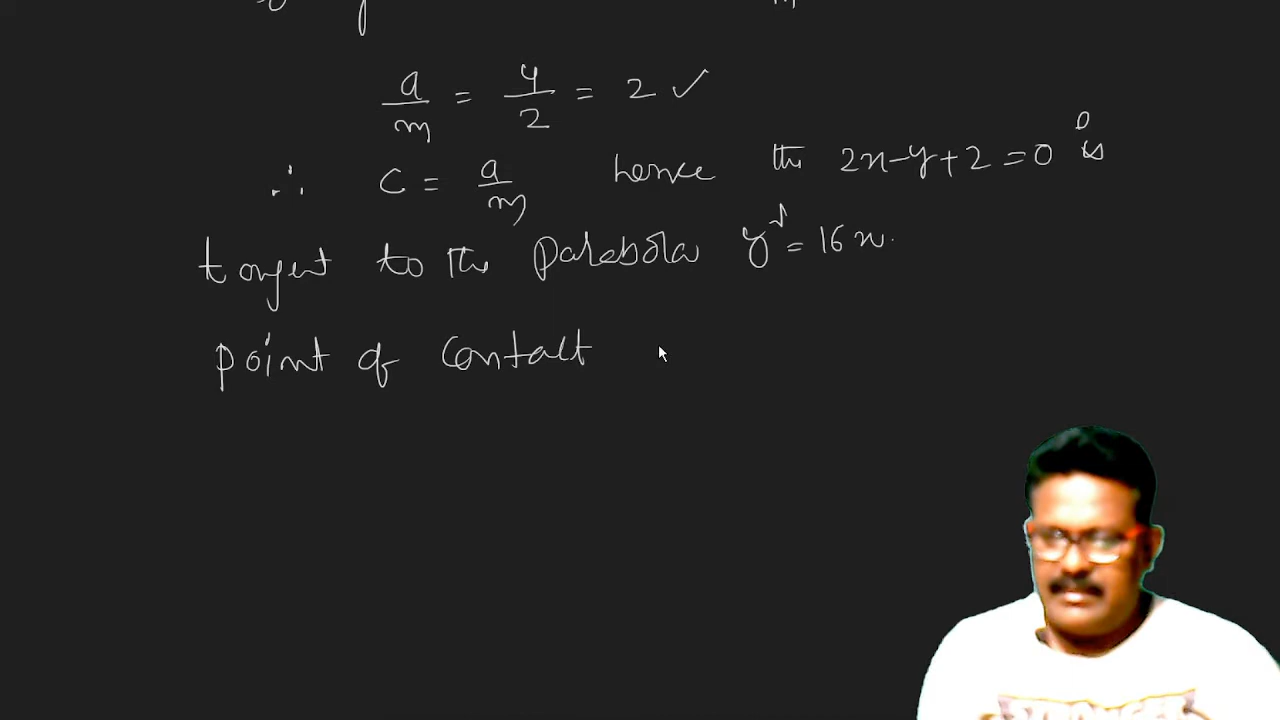 a/m = 4/2 = 2 ✓
∴ c = a/m hence the 2x-y+2=0 is
tangent to the parabola y² = 16x.
point of contact